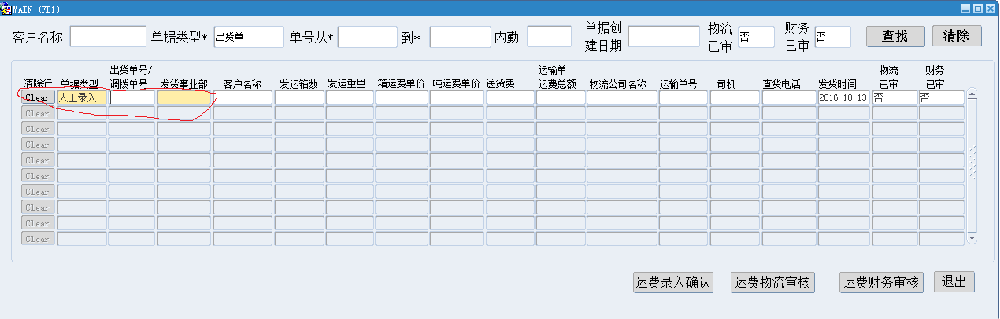 MAIN (FD1)
客户名称 单据类型* 出货单 单号从* 到* 内勤 单据创建日期 物流已审 否 财务已审 否 查找 清除
清除行 单据类型 出货单号/调拨单号 发货事业部 客户名称 发运箱数 发运重量 箱运费单价 吨运费单价 送货费 运输单运费总额 物流公司名称 运输单号 司机 查货电话 发货时间 物流已审 财务已审
Clear 人工录入 2016-10-13 否 否
Clear
Clear
Clear
Clear
Clear
Clear
Clear
Clear
Clear
运费录入确认 运费物流审核 运费财务审核 退出